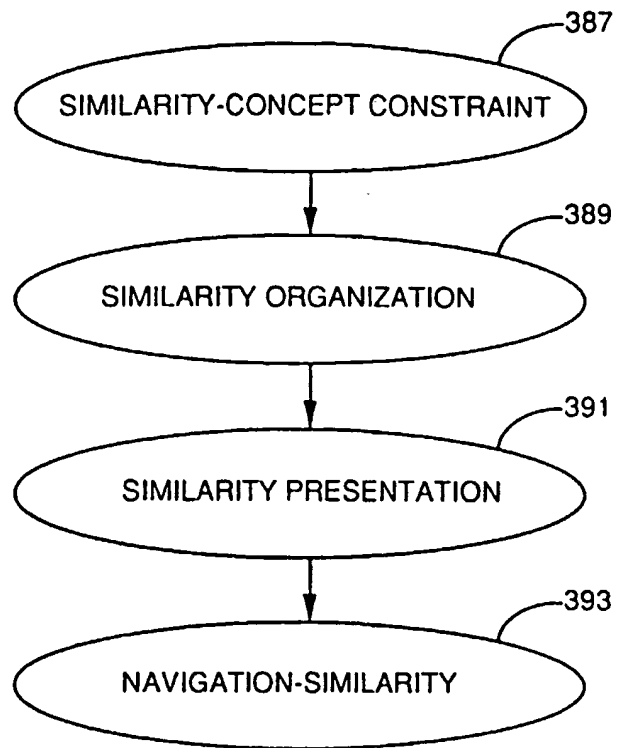 387
SIMILARITY-CONCEPT CONSTRAINT
389
SIMILARITY ORGANIZATION
391
SIMILARITY PRESENTATION
393
NAVIGATION-SIMILARITY